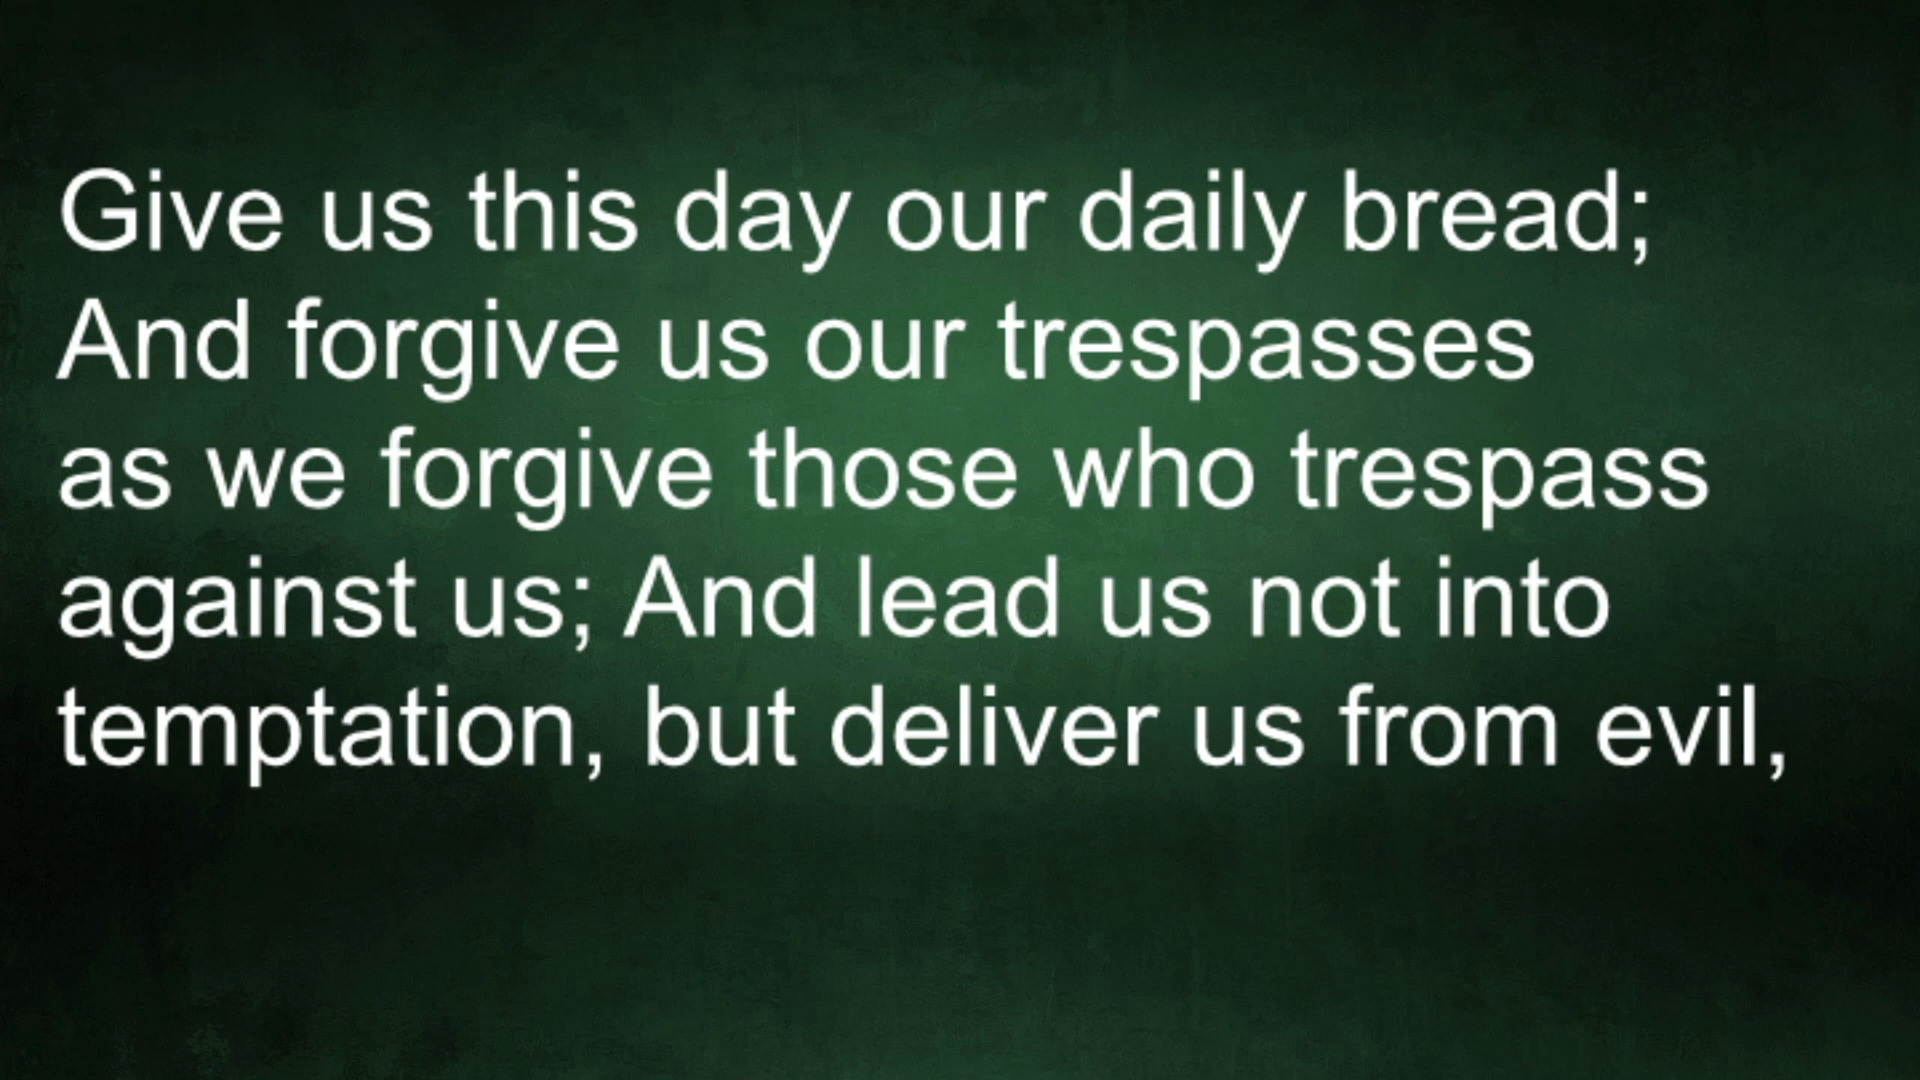 Give us this day our daily bread;
And forgive us our trespasses
as we forgive those who trespass
against us; And lead us not into
temptation, but deliver us from evil,